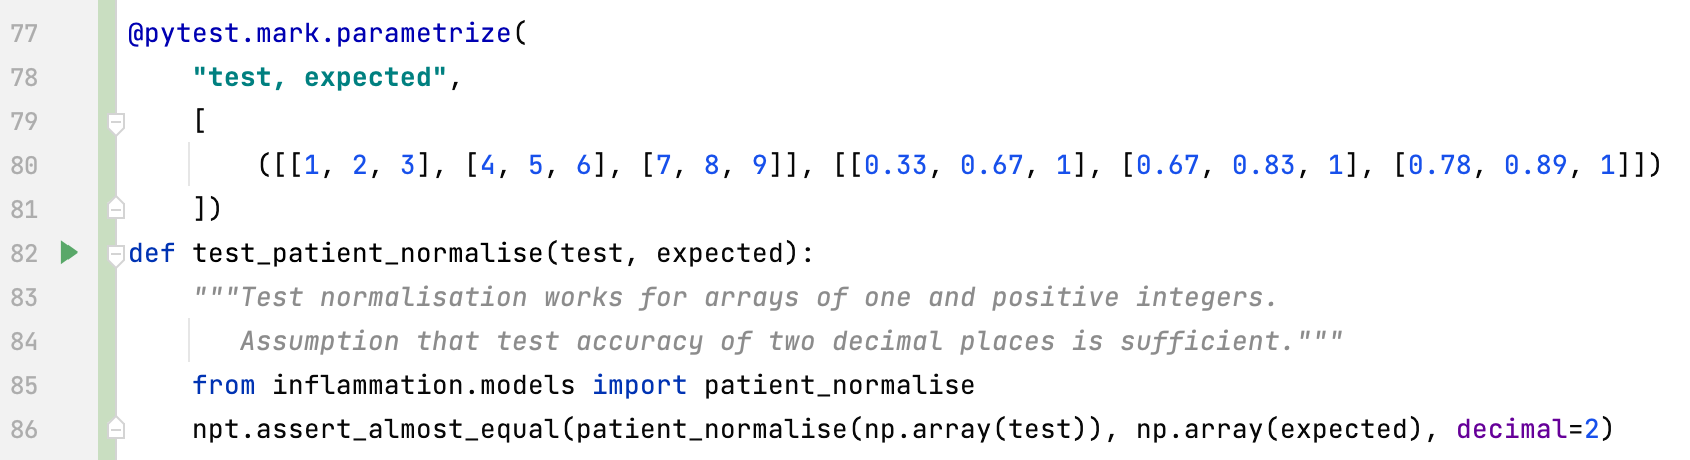 77 @pytest.mark.parametrize(
78     "test, expected",
79     [
80         ([[1, 2, 3], [4, 5, 6], [7, 8, 9]], [[0.33, 0.67, 1], [0.67, 0.83, 1], [0.78, 0.89, 1]])
81     ])
82 def test_patient_normalise(test, expected):
83     """Test normalisation works for arrays of one and positive integers.
84        Assumption that test accuracy of two decimal places is sufficient."""
85     from inflammation.models import patient_normalise
86     npt.assert_almost_equal(patient_normalise(np.array(test)), np.array(expected), decimal=2)